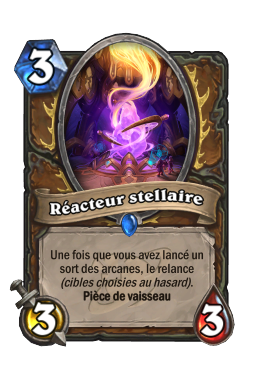 3
Réacteur stellaire
Une fois que vous avez lancé un
sort des arcanes, le relance
(cibles choisies au hasard).
Pièce de vaisseau
3
3